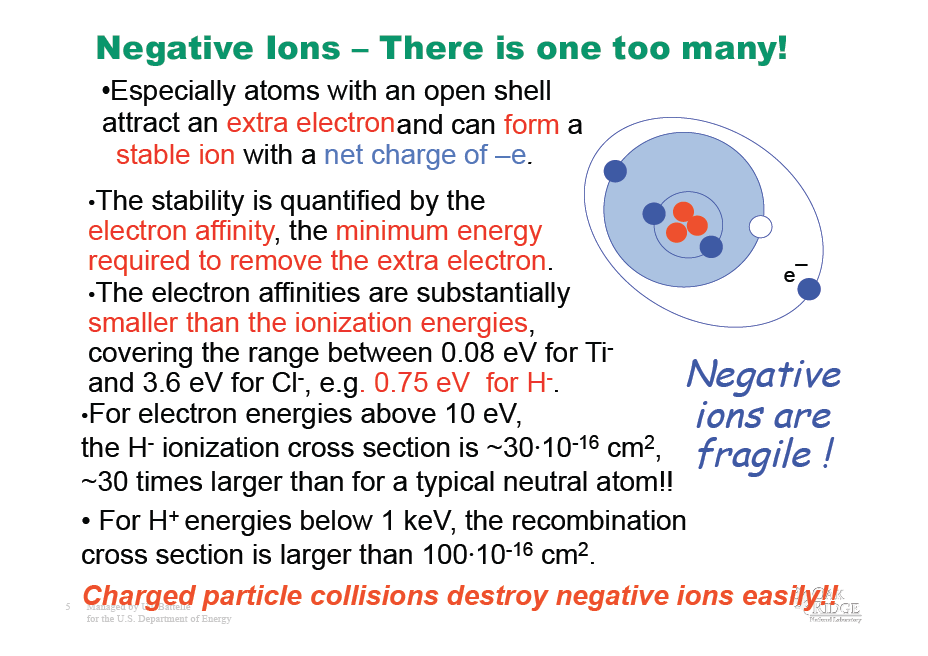 Negative Ions – There is one too many!
•Especially atoms with an open shell
attract an extra electron and can form a
stable ion with a net charge of –e.
•The stability is quantified by the
electron affinity, the minimum energy
required to remove the extra electron.
•The electron affinities are substantially
smaller than the ionization energies,
covering the range between 0.08 eV for Ti-
and 3.6 eV for Cl-, e.g. 0.75 eV for H-.
•For electron energies above 10 eV,
the H- ionization cross section is ~30·10-16 cm2,
~30 times larger than for a typical neutral atom!!
• For H+ energies below 1 keV, the recombination
cross section is larger than 100·10-16 cm2.
Charged particle collisions destroy negative ions easily!!
e–
Negative
ions are
fragile !
5 Managed by UT-Battelle
for the U.S. Department of Energy
OAK
RIDGE
National Laboratory